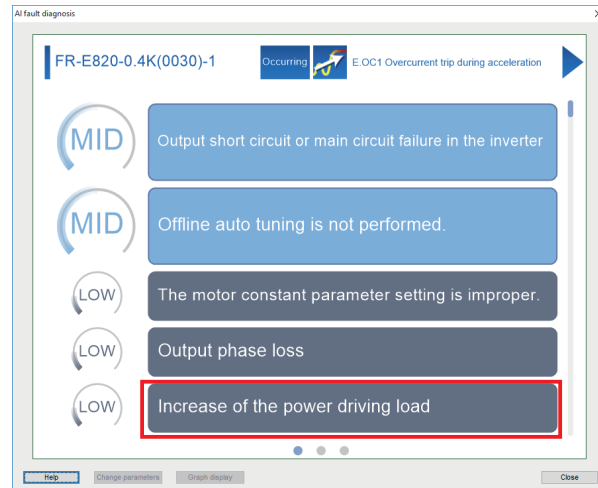 AI fault diagnosis
FR-E820-0.4K(0030)-1
Occurring
E.OC1 Overcurrent trip during acceleration
MID
Output short circuit or main circuit failure in the inverter
MID
Offline auto tuning is not performed.
LOW
The motor constant parameter setting is improper.
LOW
Output phase loss
LOW
Increase of the power driving load
Help
Change parameters
Graph display
Close